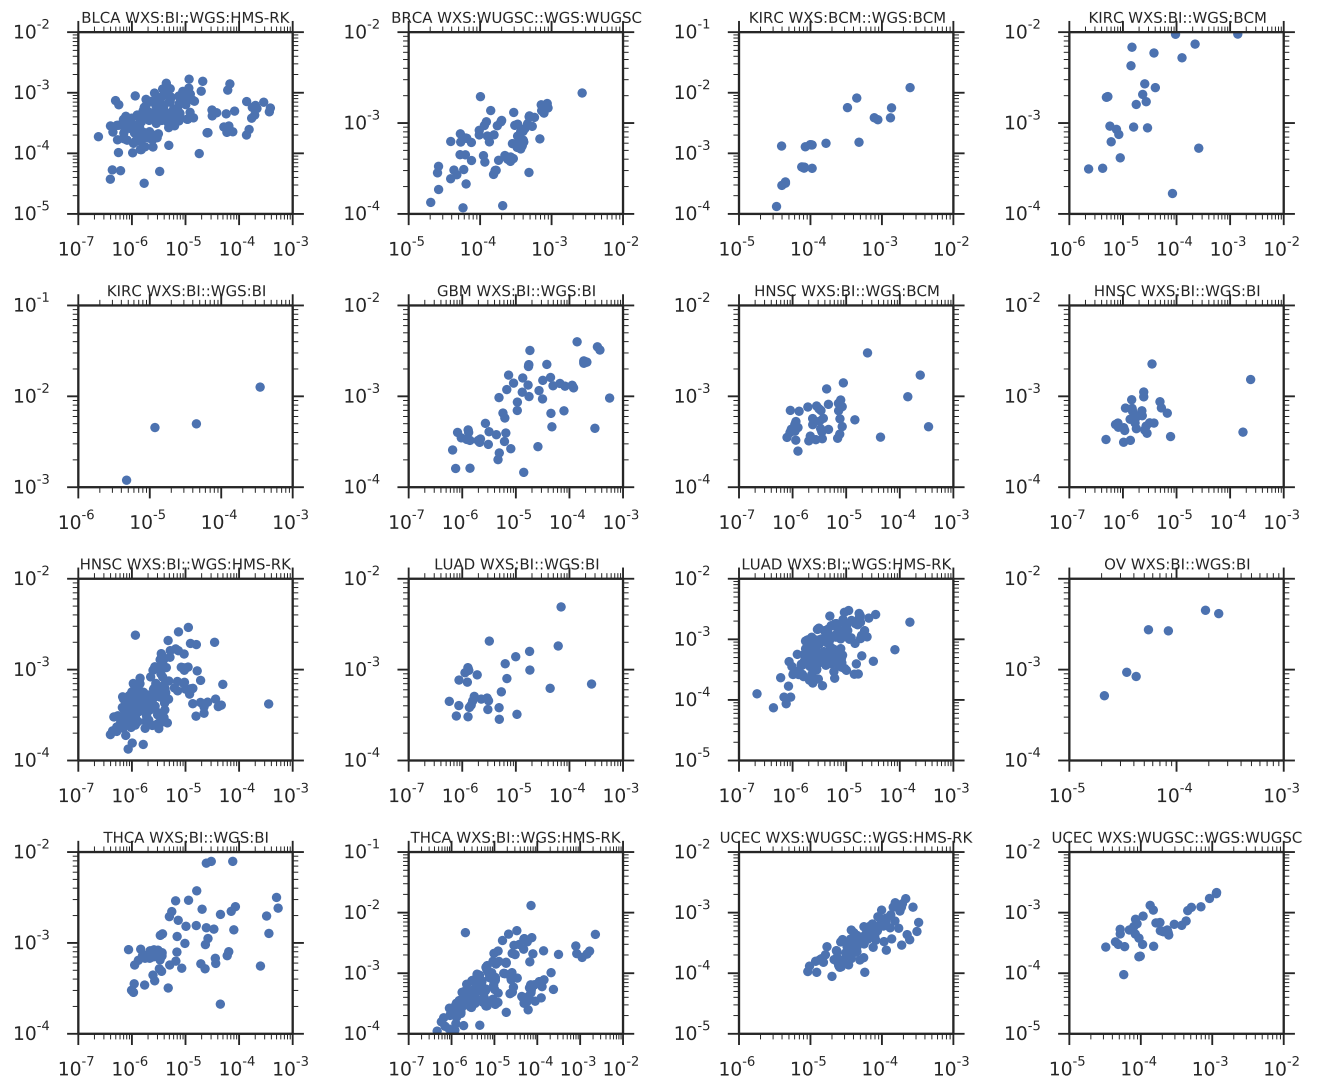 BLCA WXS:BI::WGS:HMS-RK
BRCA WXS:WUGSC::WGS:WUGSC
KIRC WXS:BCM::WGS:BCM
KIRC WXS:BI::WGS:BCM
10^-2 10^-3 10^-4 10^-5
10^-2 10^-3 10^-4
10^-1 10^-2 10^-3 10^-4
10^-2 10^-3 10^-4
10^-7 10^-6 10^-5 10^-4 10^-3
10^-5 10^-4 10^-3 10^-2
10^-5 10^-4 10^-3 10^-2
10^-6 10^-5 10^-4 10^-3 10^-2
KIRC WXS:BI::WGS:BI
GBM WXS:BI::WGS:BI
HNSC WXS:BI::WGS:BCM
HNSC WXS:BI::WGS:BI
10^-1 10^-2 10^-3
10^-2 10^-3 10^-4
10^-2 10^-3 10^-4
10^-2 10^-3 10^-4
10^-6 10^-5 10^-4 10^-3
10^-7 10^-6 10^-5 10^-4 10^-3
10^-7 10^-6 10^-5 10^-4 10^-3
10^-7 10^-6 10^-5 10^-4 10^-3
HNSC WXS:BI::WGS:HMS-RK
LUAD WXS:BI::WGS:BI
LUAD WXS:BI::WGS:HMS-RK
OV WXS:BI::WGS:BI
10^-2 10^-3 10^-4
10^-2 10^-3 10^-4
10^-2 10^-3 10^-4 10^-5
10^-2 10^-3 10^-4
10^-7 10^-6 10^-5 10^-4 10^-3
10^-7 10^-6 10^-5 10^-4 10^-3
10^-7 10^-6 10^-5 10^-4 10^-3
10^-5 10^-4 10^-3
THCA WXS:BI::WGS:BI
THCA WXS:BI::WGS:HMS-RK
UCEC WXS:WUGSC::WGS:HMS-RK
UCEC WXS:WUGSC::WGS:WUGSC
10^-2 10^-3 10^-4
10^-1 10^-2 10^-3 10^-4
10^-2 10^-3 10^-4 10^-5
10^-2 10^-3 10^-4 10^-5
10^-7 10^-6 10^-5 10^-4 10^-3
10^-7 10^-6 10^-5 10^-4 10^-3 10^-2
10^-6 10^-5 10^-4 10^-3
10^-5 10^-4 10^-3 10^-2